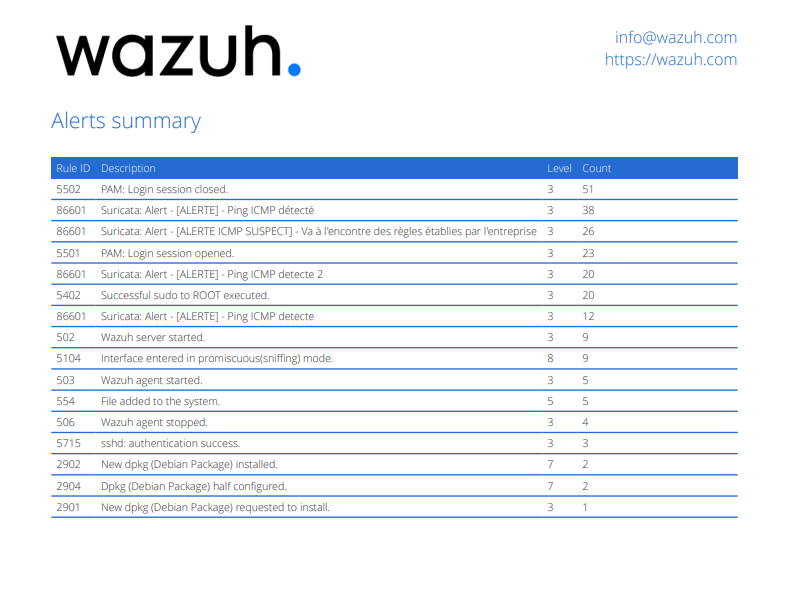 wazuh.
info@wazuh.com
https://wazuh.com
Alerts summary
Rule ID Description Level Count
5502 PAM: Login session closed. 3 51
86601 Suricata: Alert - [ALERTE] - Ping ICMP détecté 3 38
86601 Suricata: Alert - [ALERTE ICMP SUSPECT] - Va à l'encontre des règles établies par l'entreprise 3 26
5501 PAM: Login session opened. 3 23
86601 Suricata: Alert - [ALERTE] - Ping ICMP detecte 2 3 20
5402 Successful sudo to ROOT executed. 3 20
86601 Suricata: Alert - [ALERTE] - Ping ICMP detecte 3 12
502 Wazuh server started. 3 9
5104 Interface entered in promiscuous(sniffing) mode. 8 9
503 Wazuh agent started. 3 5
554 File added to the system. 5 5
506 Wazuh agent stopped. 3 4
5715 sshd: authentication success. 3 3
2902 New dpkg (Debian Package) installed. 7 2
2904 Dpkg (Debian Package) half configured. 7 2
2901 New dpkg (Debian Package) requested to install. 3 1